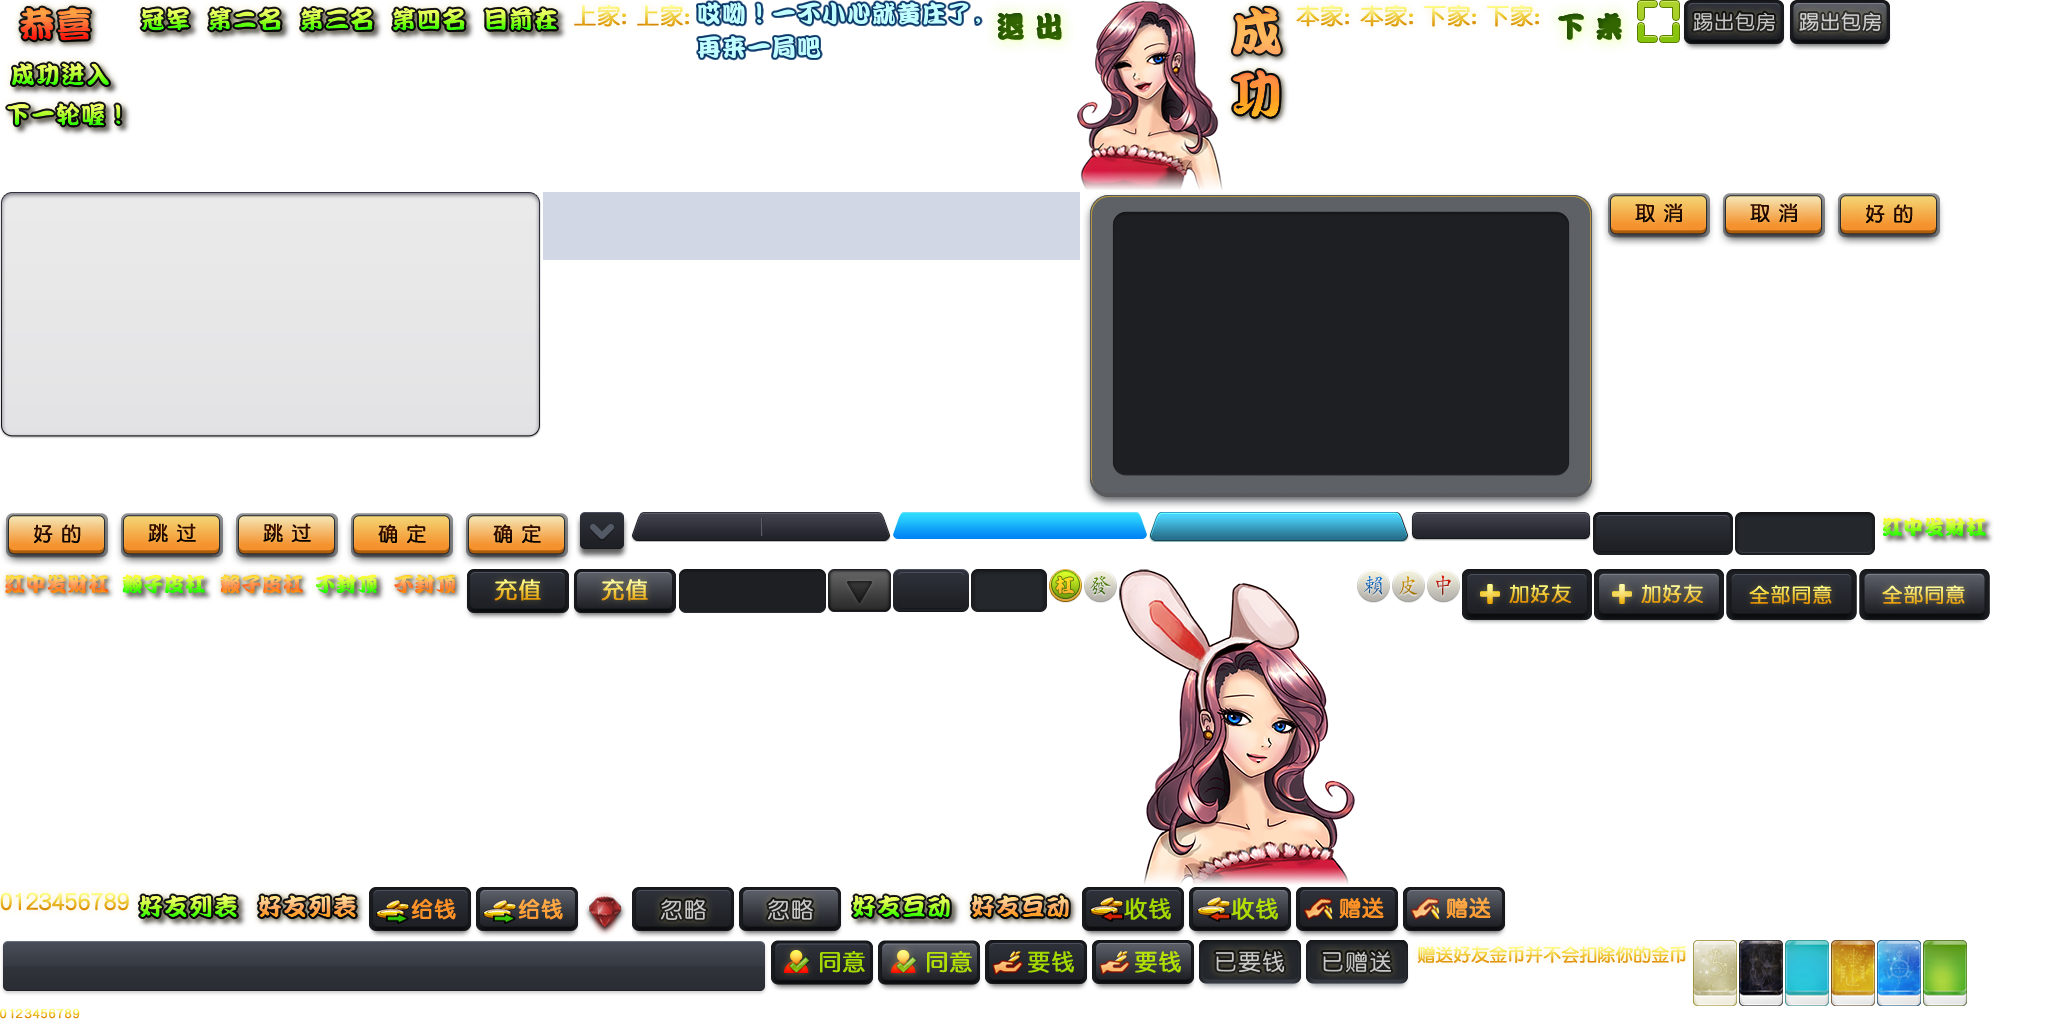 恭喜
冠军 第二名 第三名 第四名 目前在
上家: 上家:
哎呦！一不小心就黄庄了，
再来一局吧
退出
成功
本家: 本家: 下家: 下家:
下桌
踢出包房 踢出包房
成功进入
下一轮喔！
取消 取消 好的
好的 跳过 跳过 确定 确定
红中发财杠
红中发财杠 赖子皮杠 赖子皮杠 不封顶 不封顶
充值 充值
杠 發
賴 皮 中
加好友 加好友 全部同意 全部同意
0123456789
好友列表 好友列表
给钱 给钱
忽略 忽略
好友互动 好友互动
收钱 收钱 赠送 赠送
同意 同意 要钱 要钱 已要钱 已赠送
赠送好友金币并不会扣除你的金币
0123456789